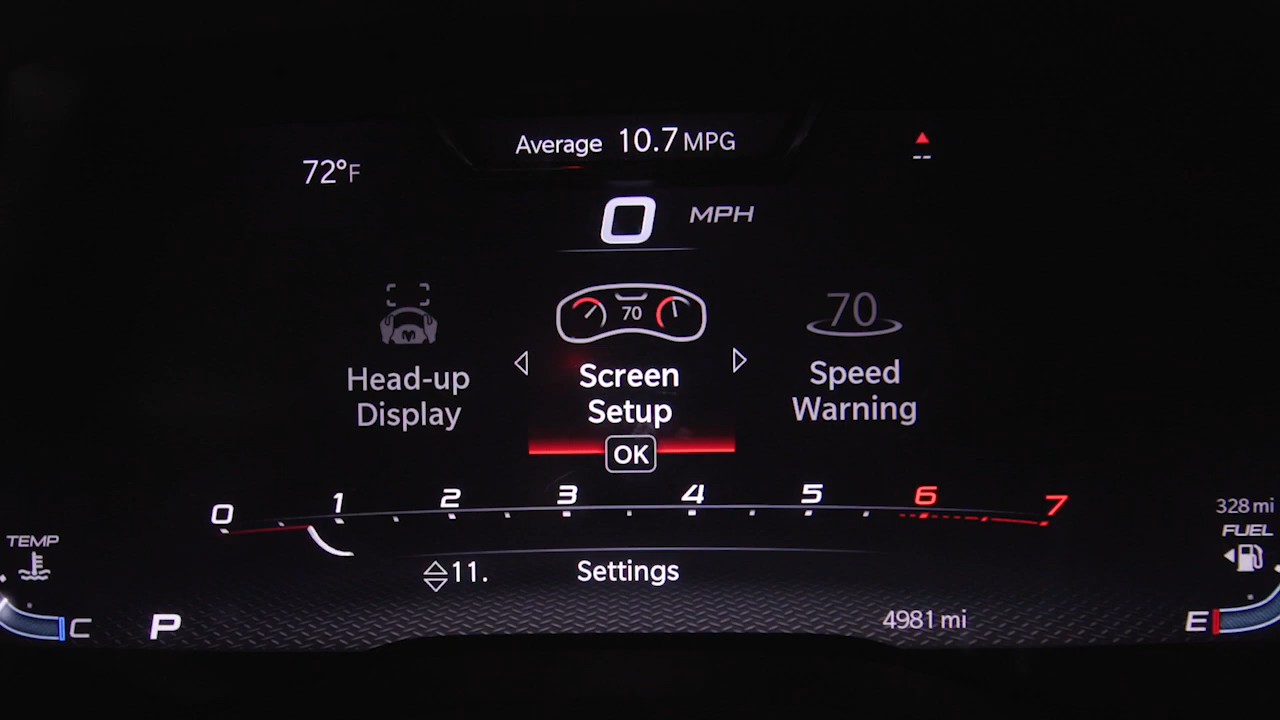 Average 10.7 MPG
--
72°F
0 MPH
70
70
Head-up
Display
Screen
Setup
Speed
Warning
OK
0 1 2 3 4 5 6 7
328 mi
TEMP
FUEL
11. Settings
C
P
4981 mi
E